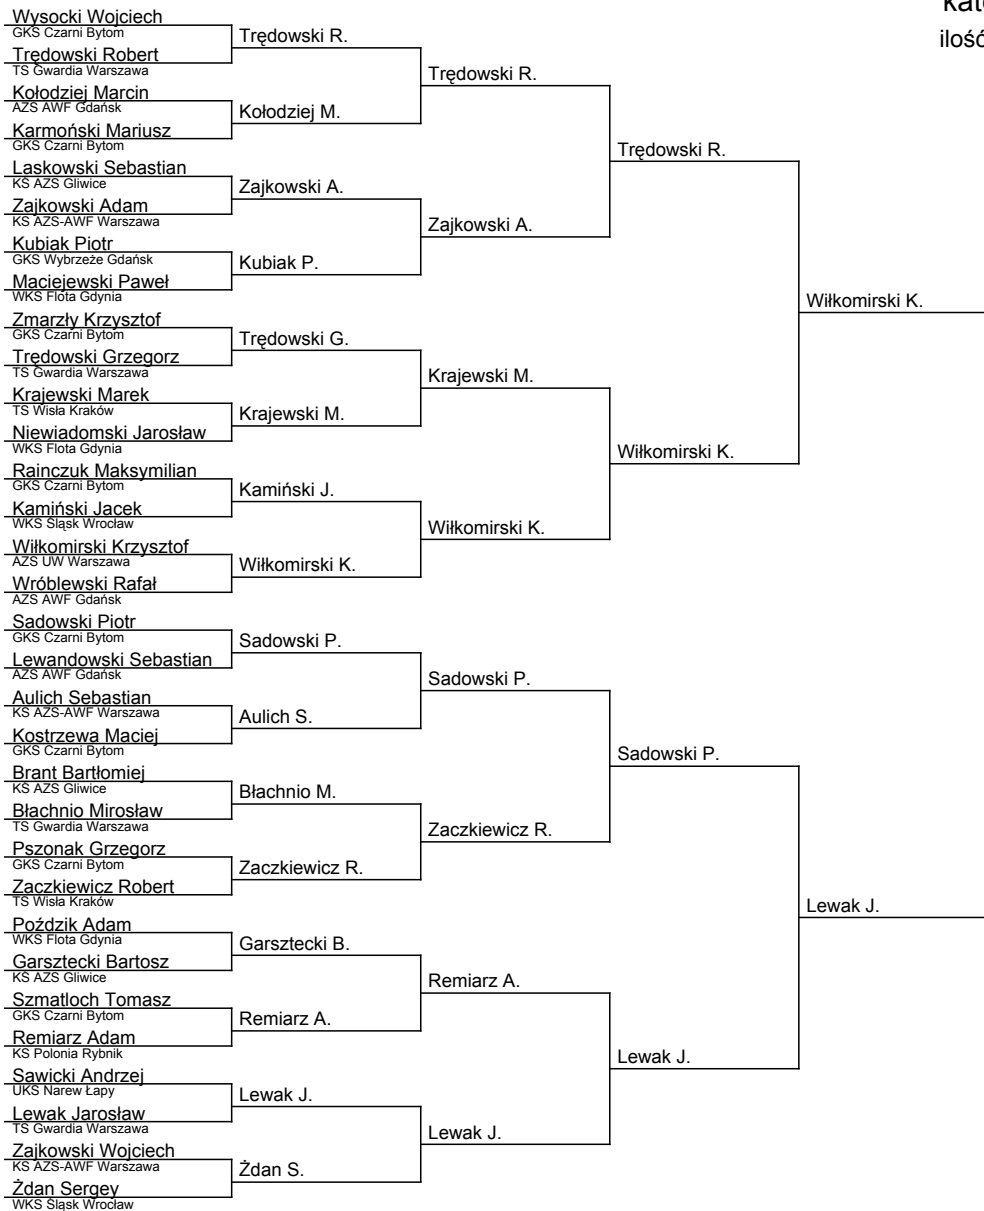 kat
ilość
Wysocki Wojciech
GKS Czarni Bytom
Trędowski Robert
TS Gwardia Warszawa
Kołodziej Marcin
AZS AWF Gdańsk
Karmoński Mariusz
GKS Czarni Bytom
Laskowski Sebastian
KS AZS Gliwice
Zajkowski Adam
KS AZS-AWF Warszawa
Kubiak Piotr
GKS Wybrzeże Gdańsk
Maciejewski Paweł
WKS Flota Gdynia
Zmarzły Krzysztof
GKS Czarni Bytom
Trędowski Grzegorz
TS Gwardia Warszawa
Krajewski Marek
TS Wisła Kraków
Niewiadomski Jarosław
WKS Flota Gdynia
Rainczuk Maksymilian
GKS Czarni Bytom
Kamiński Jacek
WKS Śląsk Wrocław
Wiłkomirski Krzysztof
AZS UW Warszawa
Wróblewski Rafał
AZS AWF Gdańsk
Sadowski Piotr
GKS Czarni Bytom
Lewandowski Sebastian
AZS AWF Gdańsk
Aulich Sebastian
KS AZS-AWF Warszawa
Kostrzewa Maciej
GKS Czarni Bytom
Brant Bartłomiej
KS AZS Gliwice
Błachnio Mirosław
TS Gwardia Warszawa
Pszonak Grzegorz
GKS Czarni Bytom
Zaczkiewicz Robert
TS Wisła Kraków
Poździk Adam
WKS Flota Gdynia
Garsztecki Bartosz
KS AZS Gliwice
Szmatloch Tomasz
GKS Czarni Bytom
Remiarz Adam
KS Polonia Rybnik
Sawicki Andrzej
UKS Narew Łapy
Lewak Jarosław
TS Gwardia Warszawa
Zajkowski Wojciech
KS AZS-AWF Warszawa
Żdan Sergey
WKS Śląsk Wrocław
Trędowski R.
Kołodziej M.
Zajkowski A.
Kubiak P.
Trędowski G.
Krajewski M.
Kamiński J.
Wiłkomirski K.
Sadowski P.
Aulich S.
Błachnio M.
Zaczkiewicz R.
Garsztecki B.
Remiarz A.
Lewak J.
Żdan S.
Trędowski R.
Zajkowski A.
Krajewski M.
Wiłkomirski K.
Sadowski P.
Zaczkiewicz R.
Remiarz A.
Lewak J.
Trędowski R.
Wiłkomirski K.
Sadowski P.
Lewak J.
Wiłkomirski K.
Lewak J.